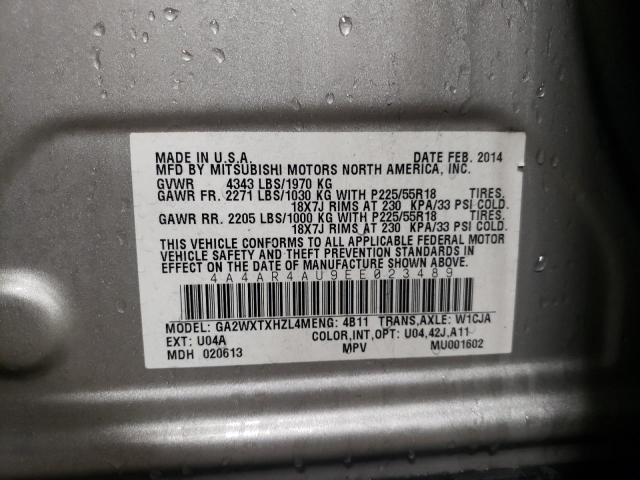 MADE IN U.S.A. DATE FEB. 2014
MFD BY MITSUBISHI MOTORS NORTH AMERICA, INC.
GVWR 4343 LBS/1970 KG
GAWR FR. 2271 LBS/1030 KG WITH P225/55R18 TIRES,
18X7J RIMS AT 230 KPA/33 PSI COLD.
GAWR RR. 2205 LBS/1000 KG WITH P225/55R18 TIRES,
18X7J RIMS AT 230 KPA/33 PSI COLD.
THIS VEHICLE CONFORMS TO ALL APPLICABLE FEDERAL MOTOR
VEHICLE SAFETY AND THEFT PREVENTION STANDARDS IN
EFFECT ON THE DATE OF MANUFACTURE SHOWN ABOVE.
4A4AR4AU9EE023489
MODEL: GA2WXTXHZL4MENG: 4B11 TRANS,AXLE: W1CJA
EXT: U04A COLOR,INT,OPT: U04,42J,A11
MDH 020613 MPV MU001602